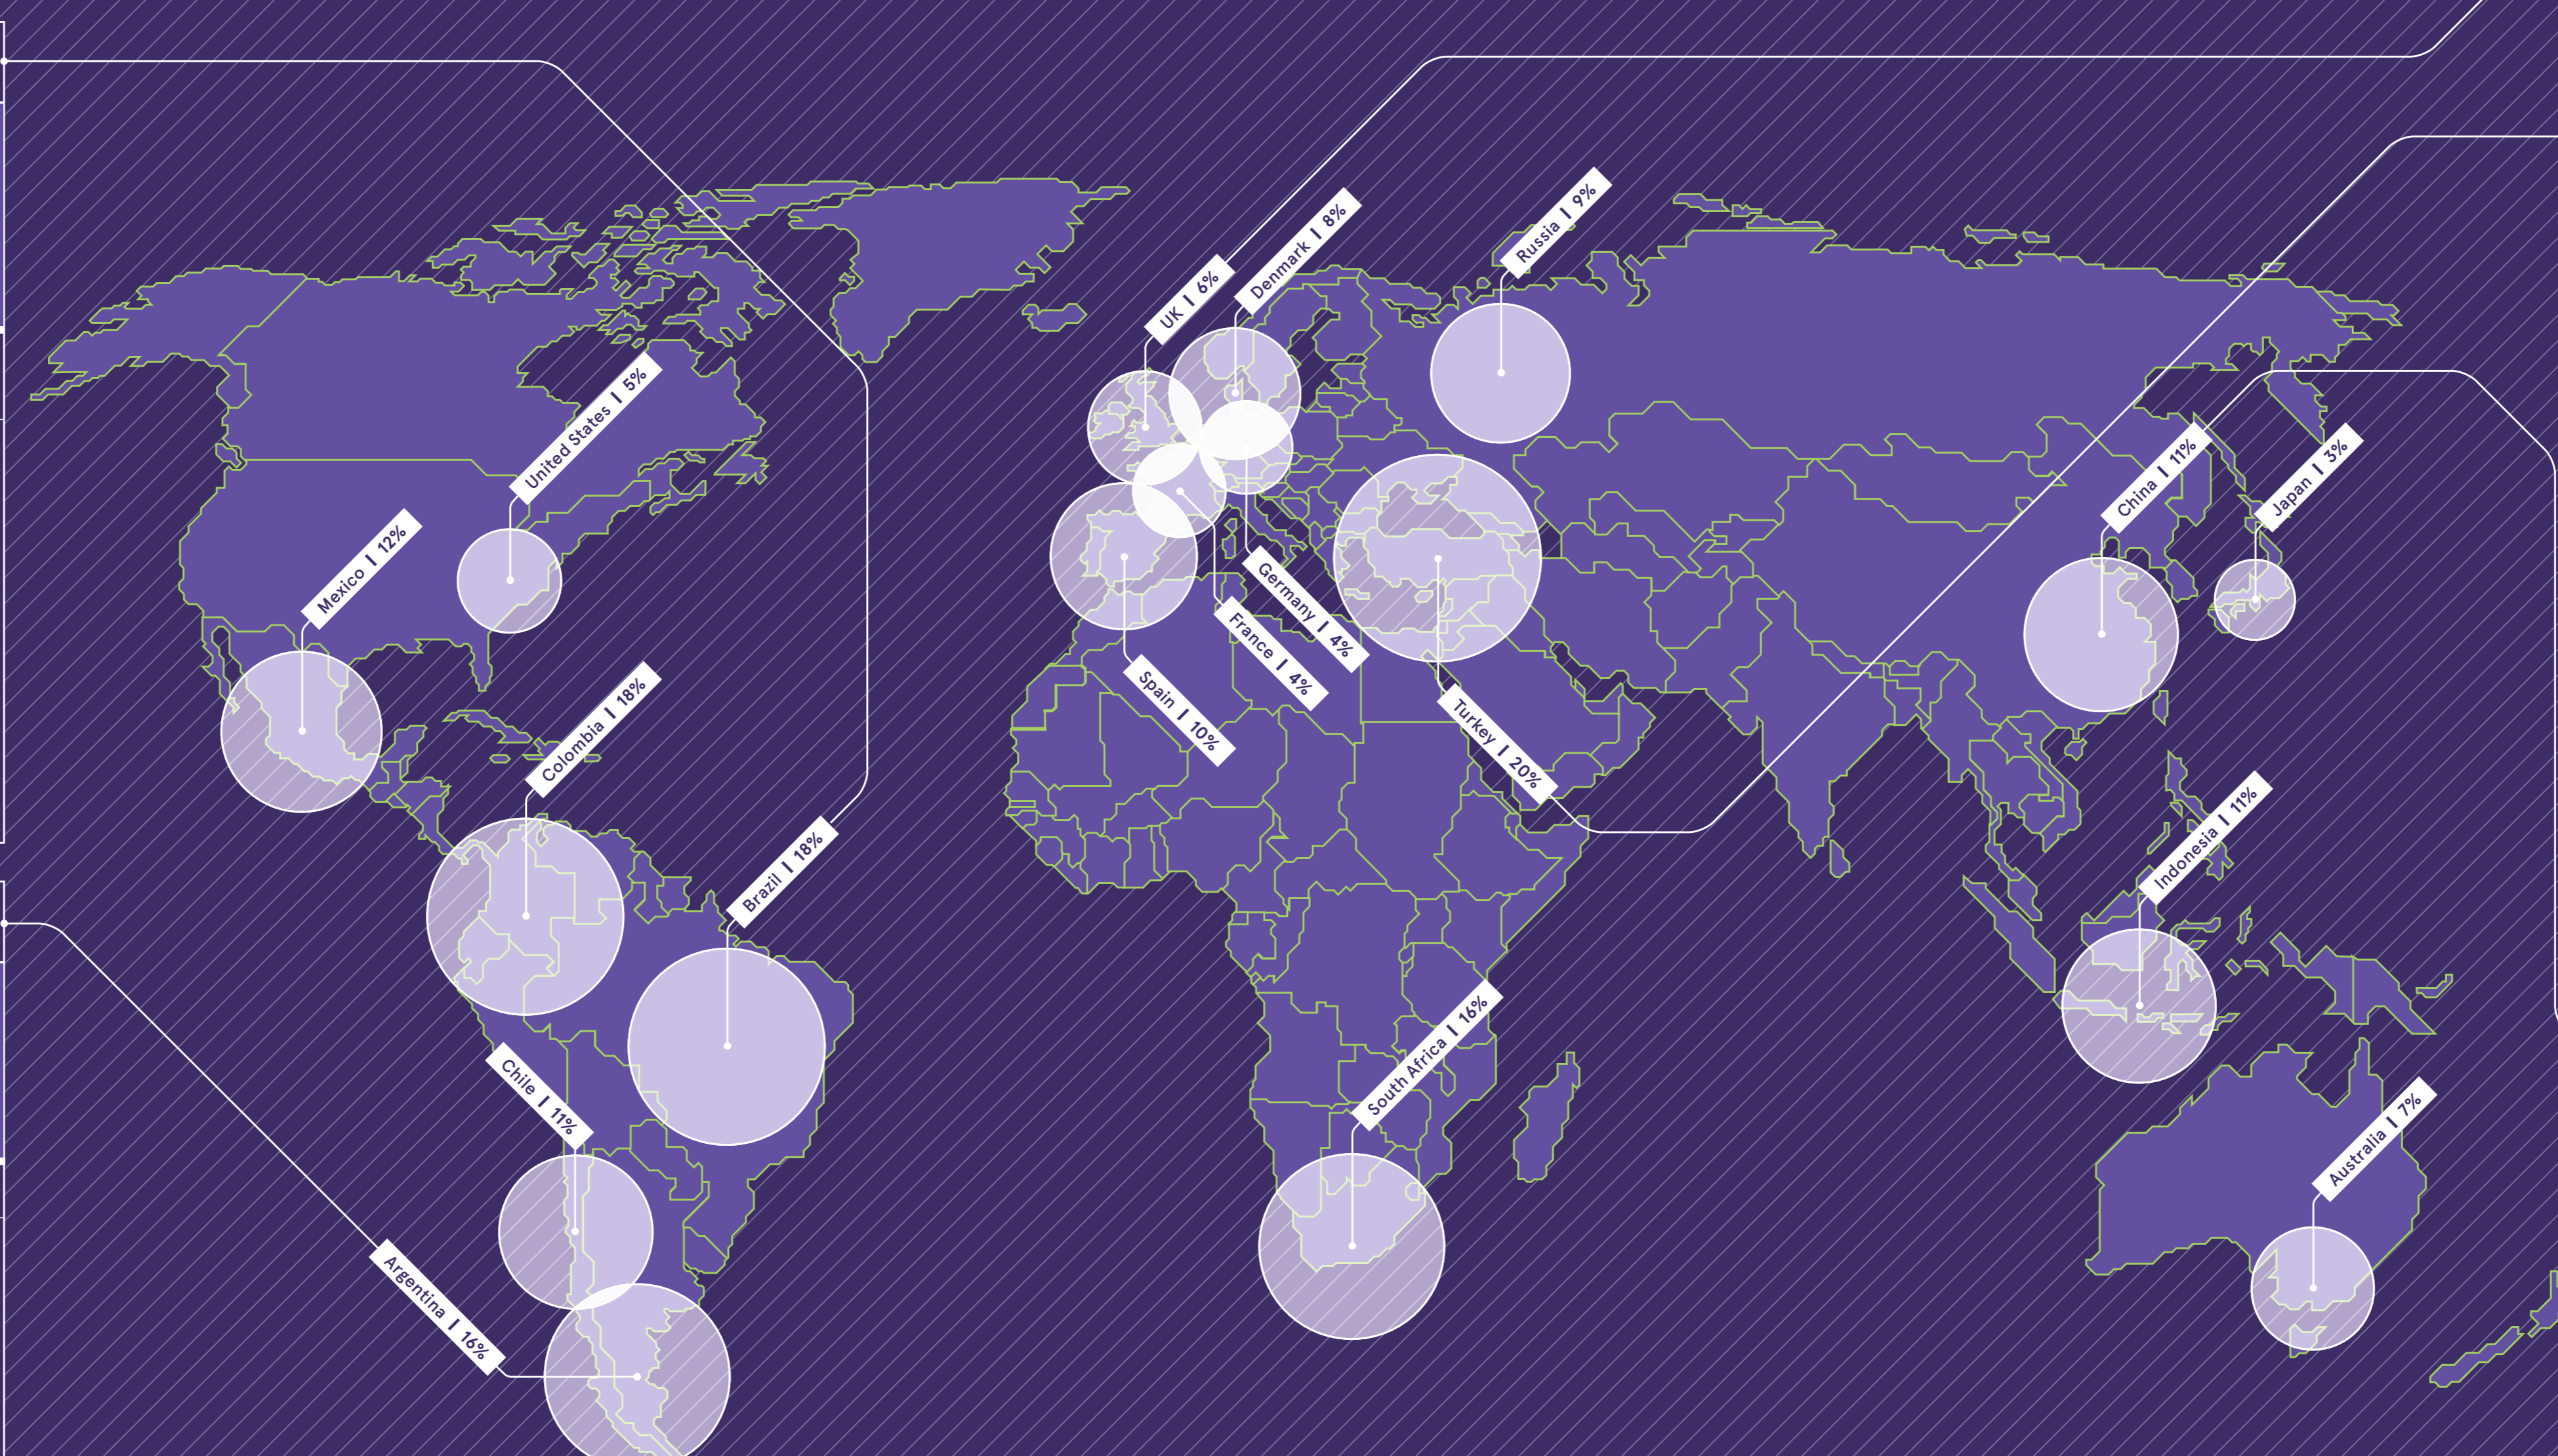 Russia | 9%
Denmark | 8%
UK | 6%
United States | 5%
China | 11%
Japan | 3%
Mexico | 12%
Germany | 4%
France | 4%
Spain | 10%
Colombia | 18%
Turkey | 20%
Brazil | 18%
Indonesia | 11%
South Africa | 16%
Chile | 11%
Australia | 7%
Argentina | 16%